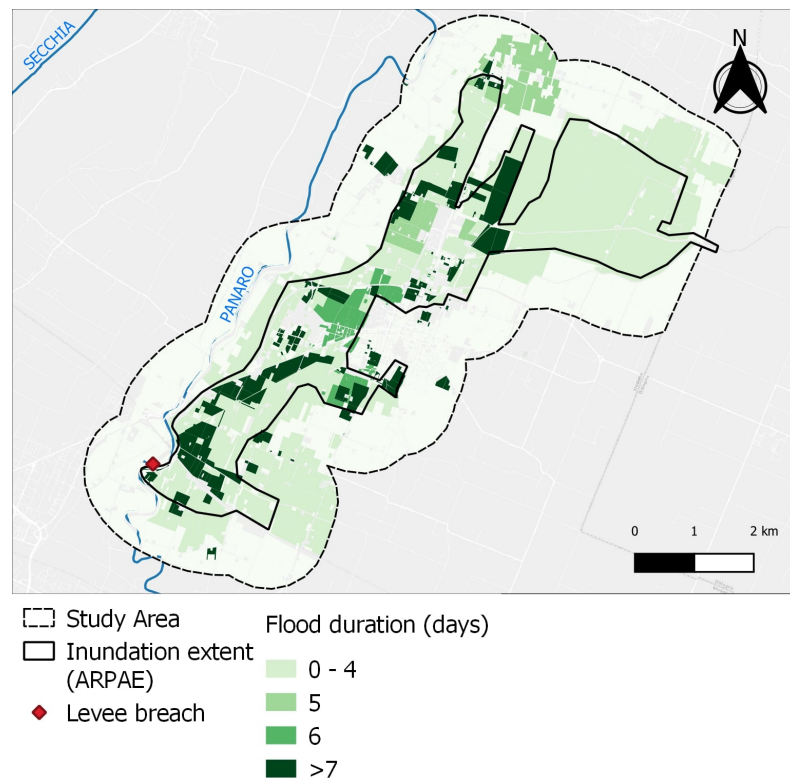 SECCHIA
N
PANARO
0 1 2 km
Study Area
Inundation extent
(ARPAE)
Levee breach
Flood duration (days)
0 - 4
5
6
>7